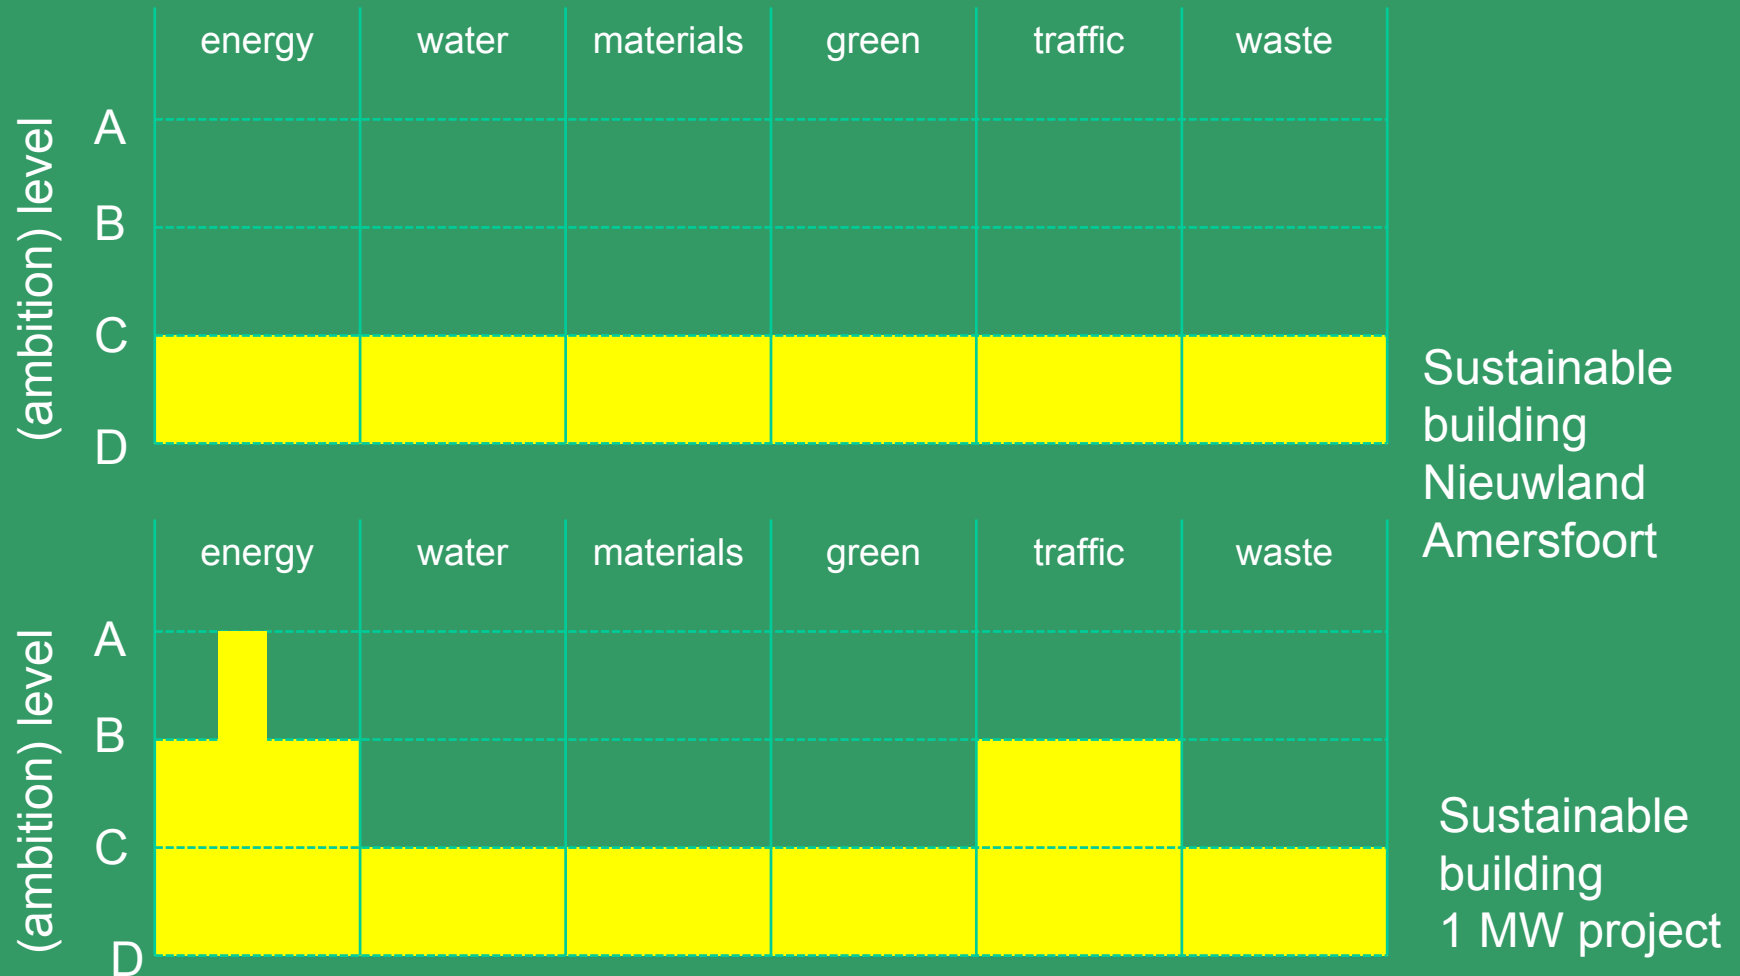 energy water materials green traffic waste
(ambition) level
A
B
C
D
Sustainable
building
Nieuwland
Amersfoort
energy water materials green traffic waste
(ambition) level
A
B
C
D
Sustainable
building
1 MW project